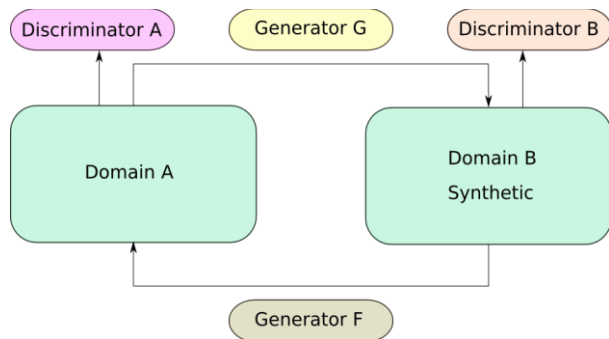 Discriminator A
Generator G
Discriminator B
Domain A
Domain B
Synthetic
Generator F